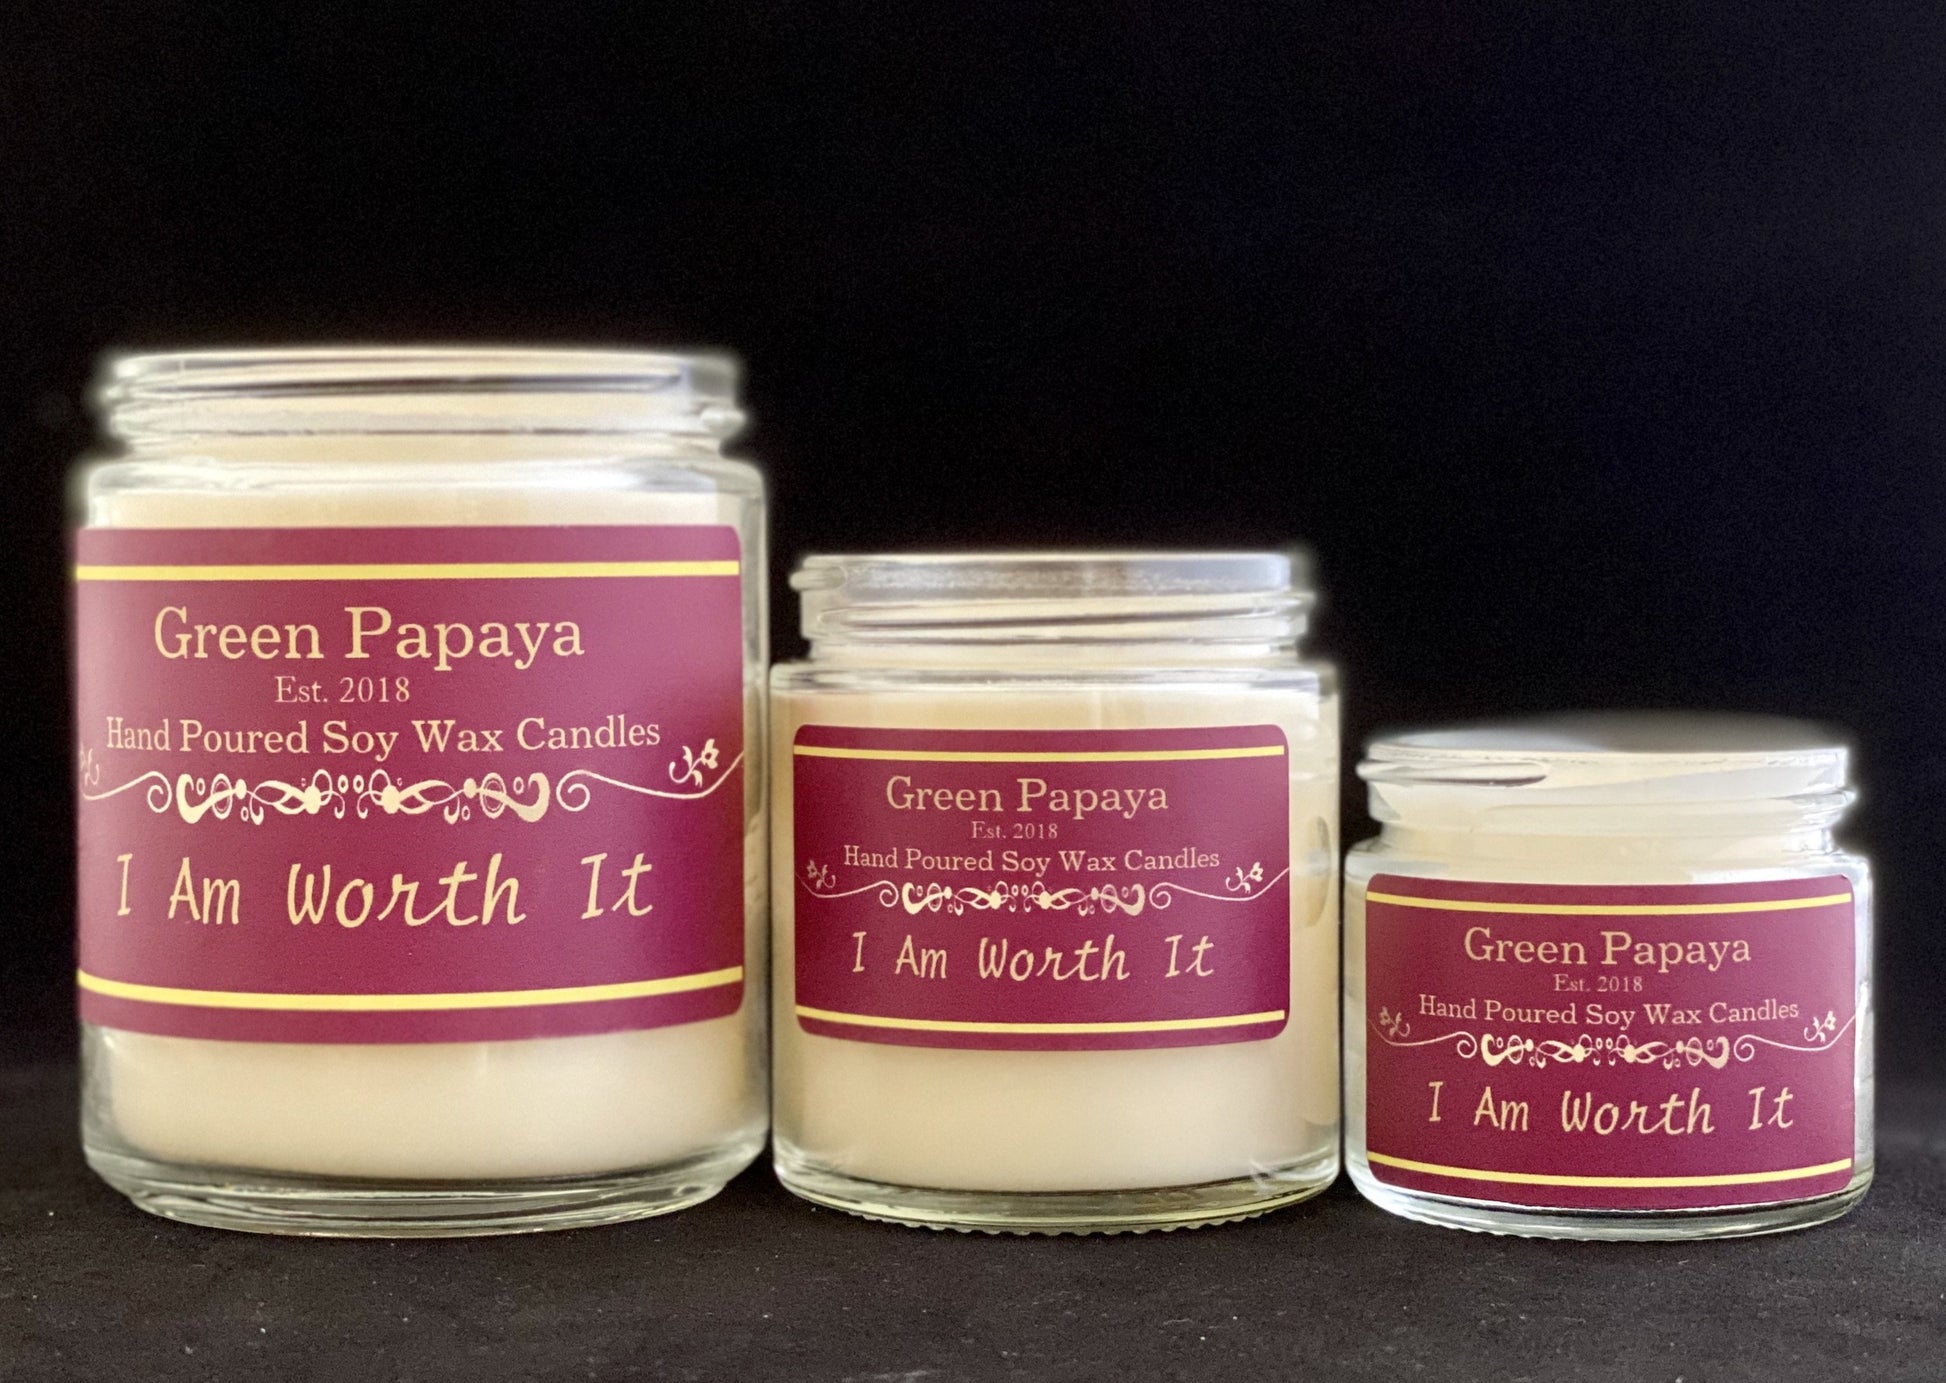 Green Papaya
Est. 2018
Hand Poured Soy Wax Candles
I Am Worth It
Green Papaya
Est. 2018
Hand Poured Soy Wax Candles
I Am Worth It
Green Papaya
Est. 2018
Hand Poured Soy Wax Candles
I Am Worth It